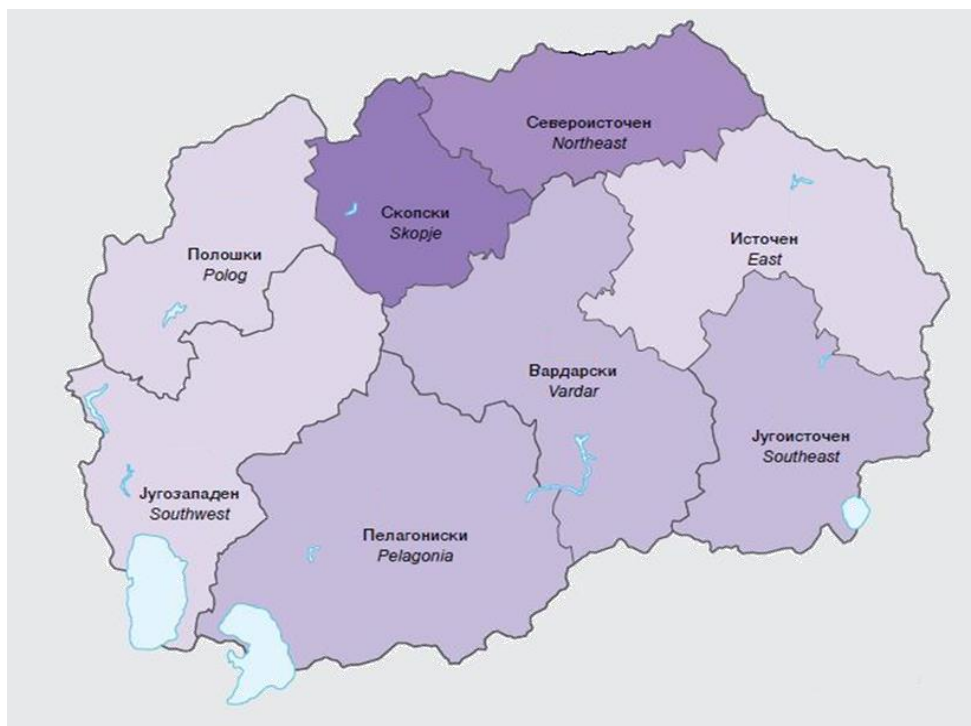 Североисточен
Northeast
Скопски
Skopje
Источен
East
Полошки
Polog
Вардарски
Vardar
Југоисточен
Southeast
Југозападен
Southwest
Пелагониски
Pelagonia